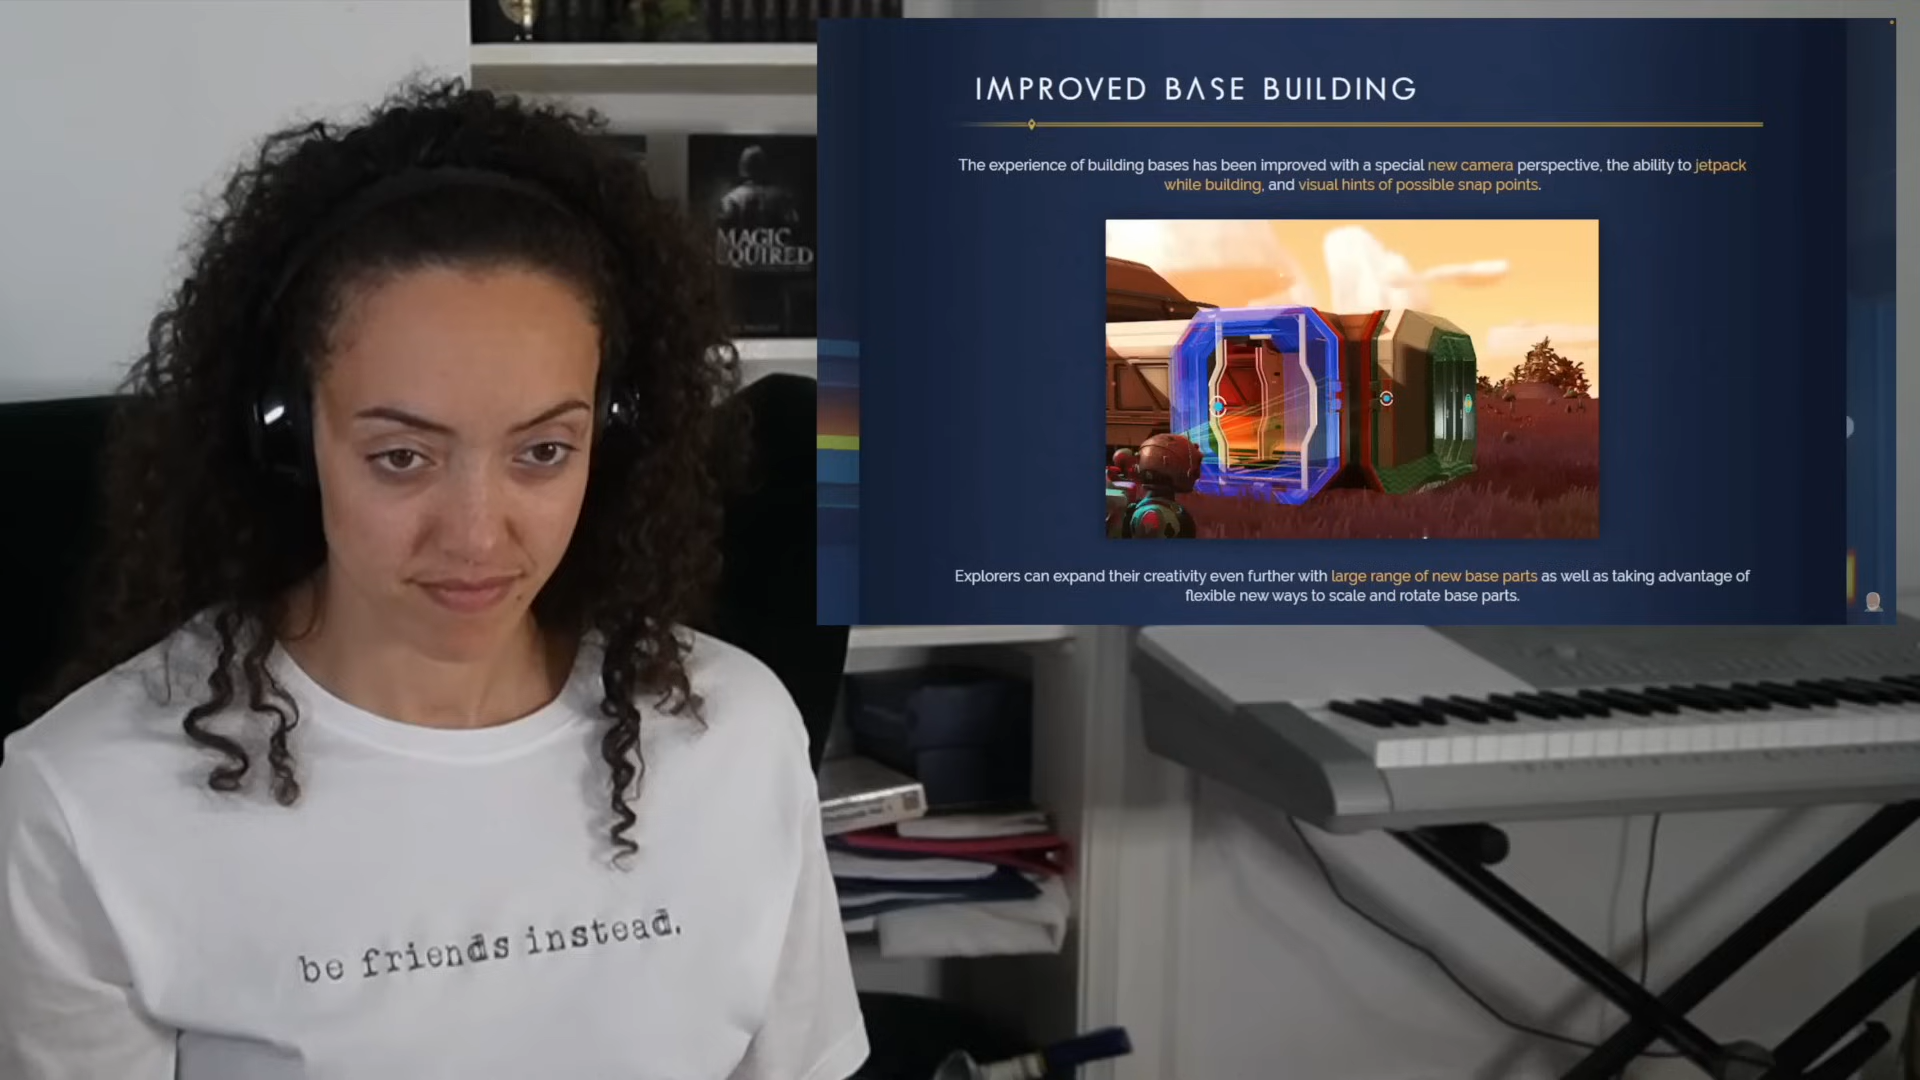 IMPROVED BASE BUILDING
The experience of building bases has been improved with a special new camera perspective, the ability to jetpack
while building, and visual hints of possible snap points.
Explorers can expand their creativity even further with large range of new base parts as well as taking advantage of
flexible new ways to scale and rotate base parts.
MAGIC
QUIRED
be friends instead.